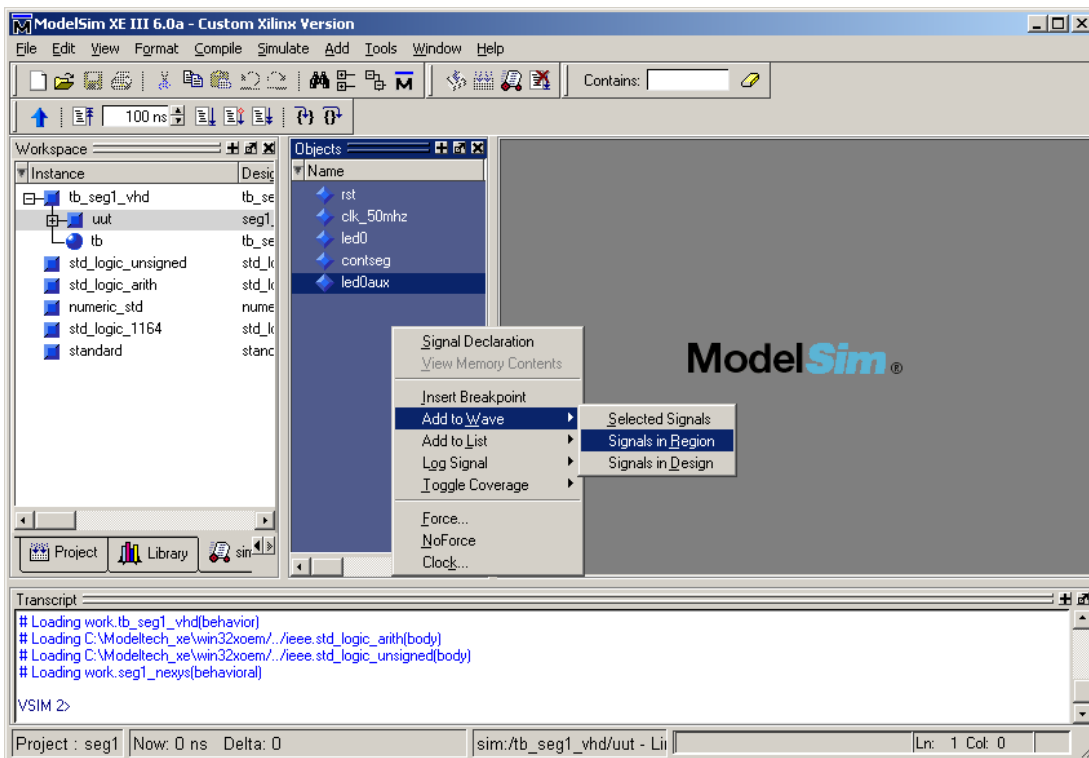 ModelSim XE III 6.0a - Custom Xilinx Version
File Edit View Format Compile Simulate Add Tools Window Help
Contains:
100 ns
Workspace
Instance Desig
tb_seg1_vhd tb_se
uut seg1_
tb tb_se
std_logic_unsigned std_lo
std_logic_arith std_lo
numeric_std nume
std_logic_1164 std_lo
standard stanc
Project Library sim
Objects
Name
rst
clk_50mhz
led0
contseg
led0aux
Signal Declaration
View Memory Contents
Insert Breakpoint
Add to Wave
Add to List
Log Signal
Toggle Coverage
Force...
NoForce
Clock...
Selected Signals
Signals in Region
Signals in Design
ModelSim ®
Transcript
# Loading work.tb_seg1_vhd(behavior)
# Loading C:\Modeltech_xe\win32xoem/../ieee.std_logic_arith(body)
# Loading C:\Modeltech_xe\win32xoem/../ieee.std_logic_unsigned(body)
# Loading work.seg1_nexys(behavioral)
VSIM 2>
Project : seg1 Now: 0 ns Delta: 0 sim:/tb_seg1_vhd/uut - Lin Ln: 1 Col: 0